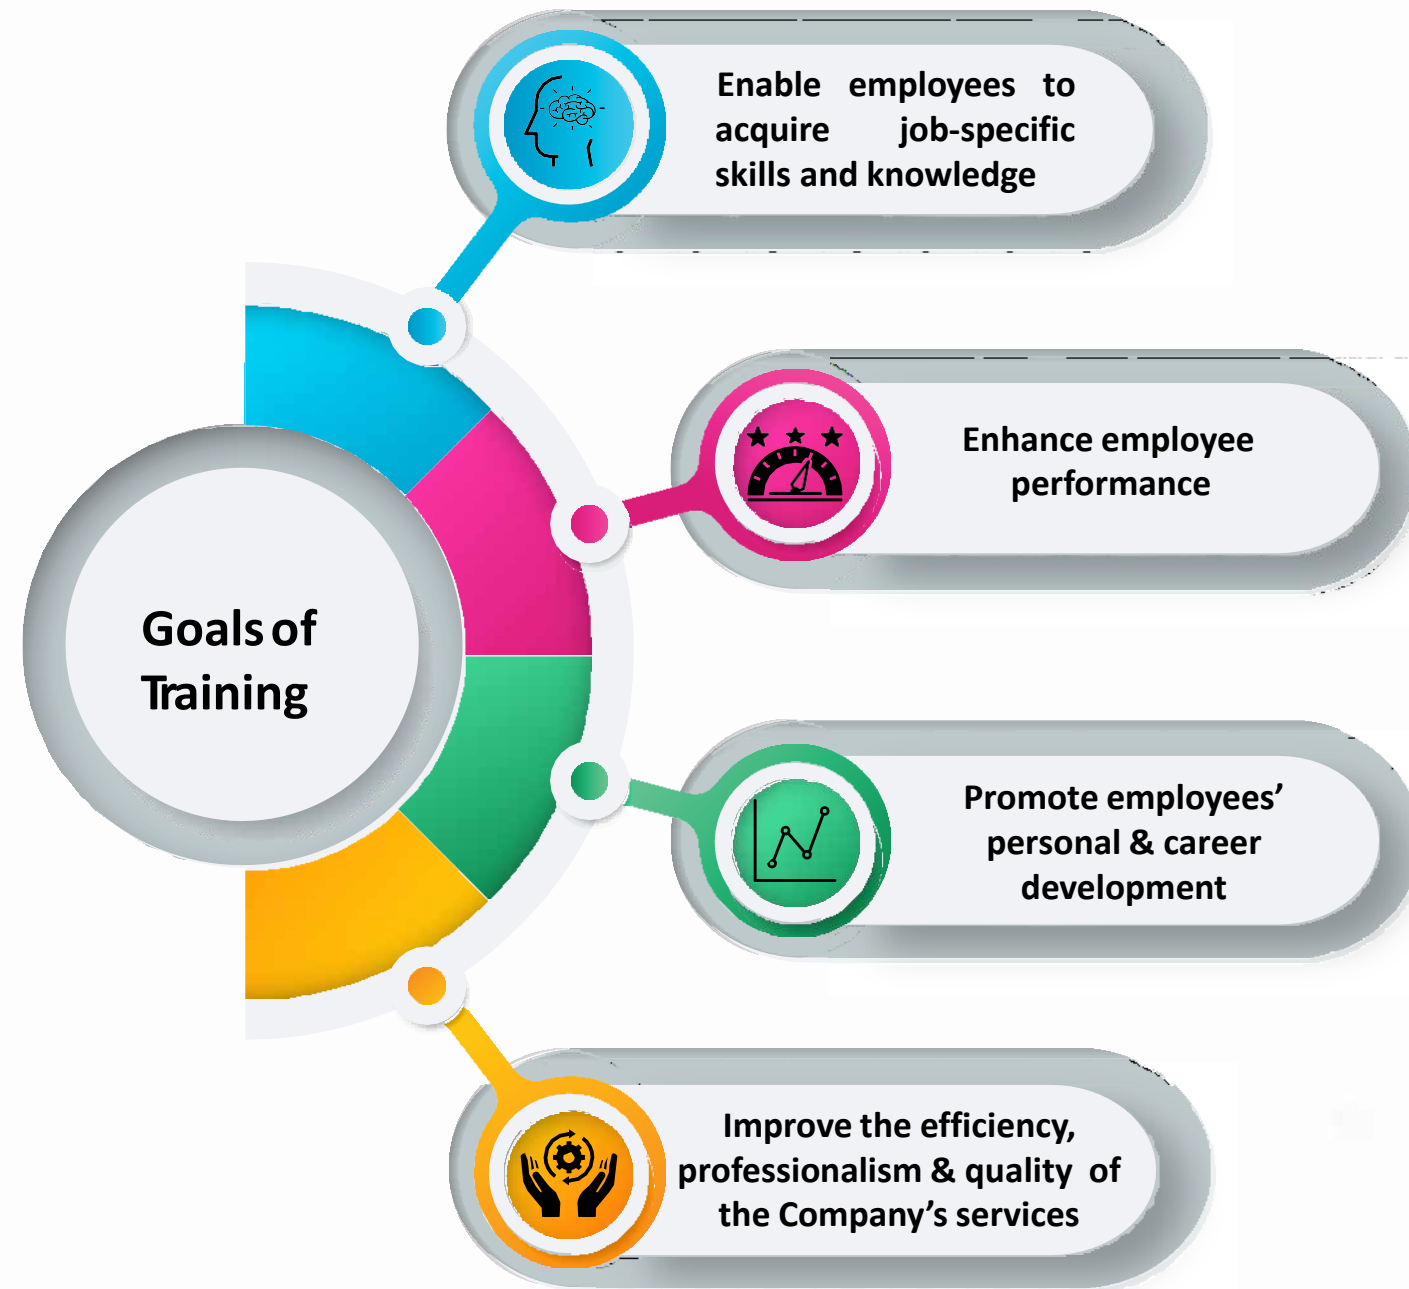 Enable employees to
acquire job-specific
skills and knowledge
Enhance employee
performance
Goals of
Training
Promote employees’
personal & career
development
Improve the efficiency,
professionalism & quality of
the Company’s services